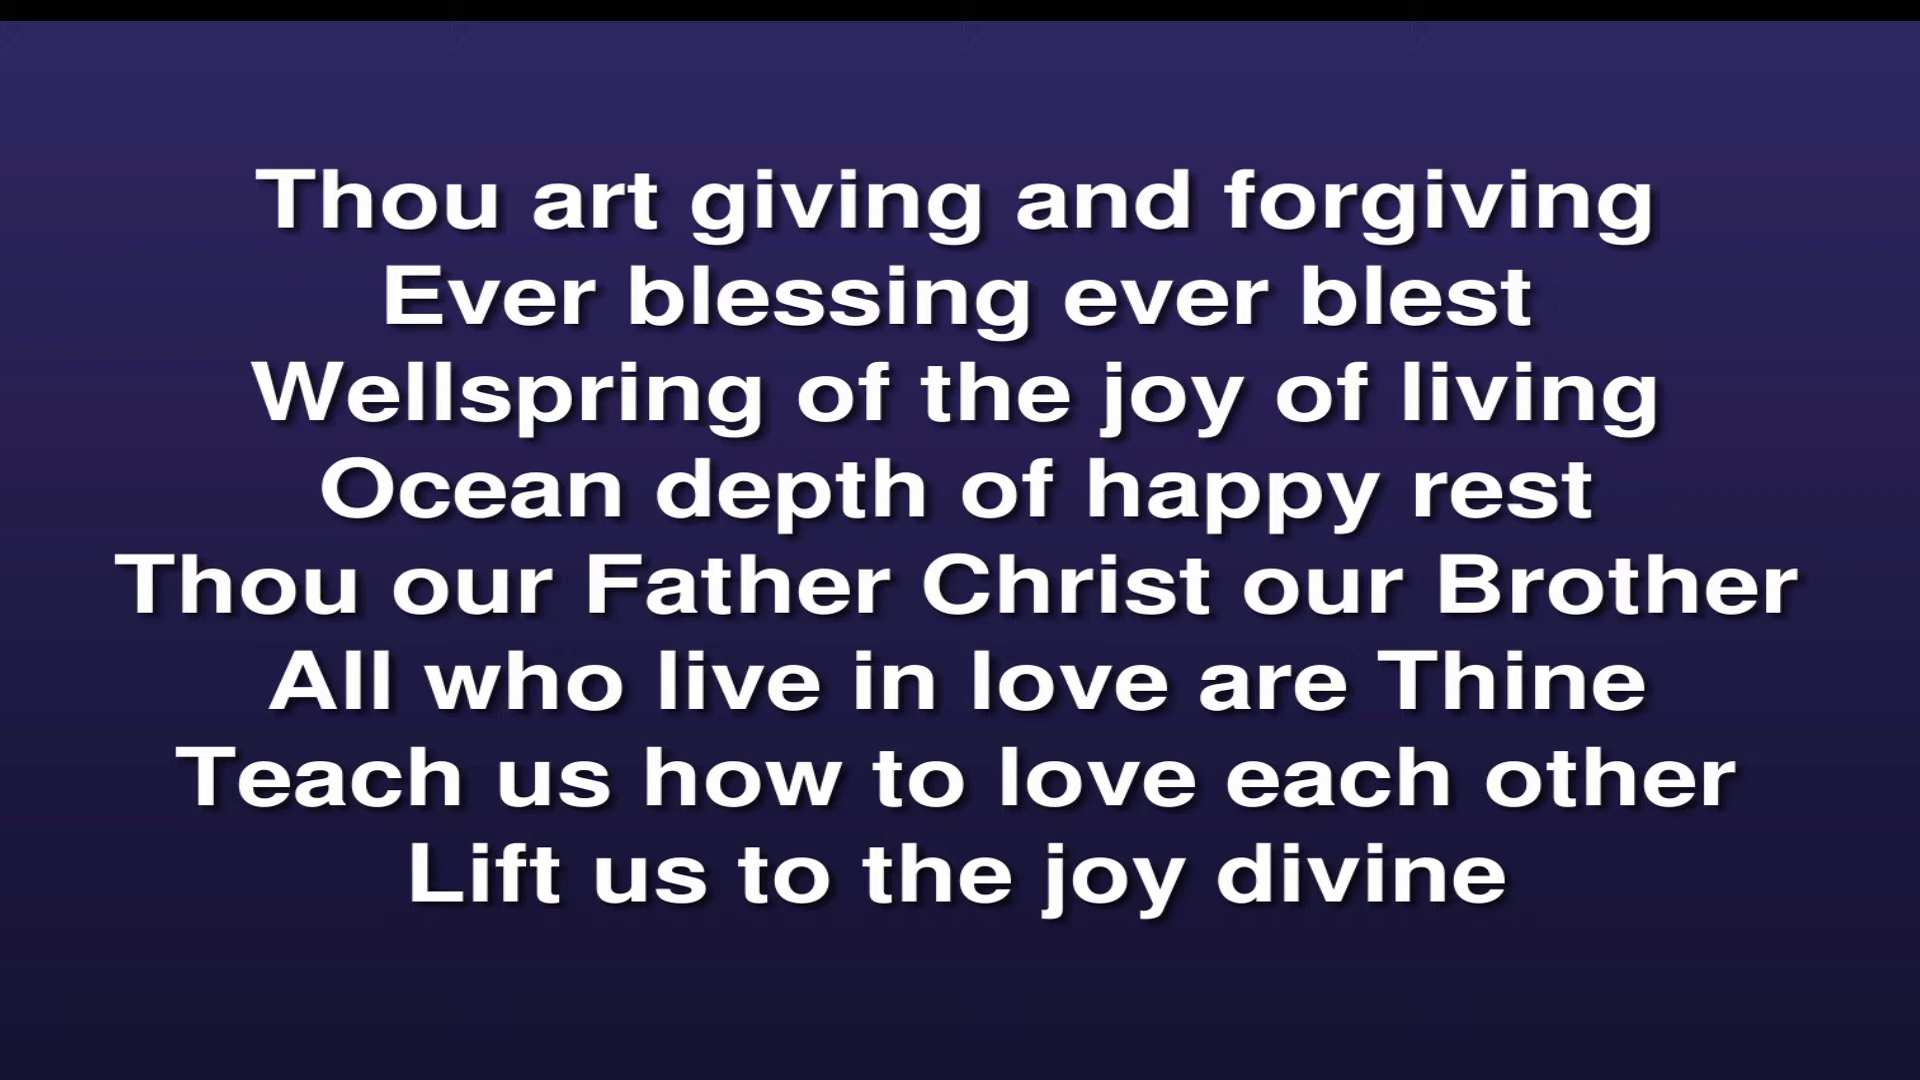 Thou art giving and forgiving
Ever blessing ever blest
Wellspring of the joy of living
Ocean depth of happy rest
Thou our Father Christ our Brother
All who live in love are Thine
Teach us how to love each other
Lift us to the joy divine